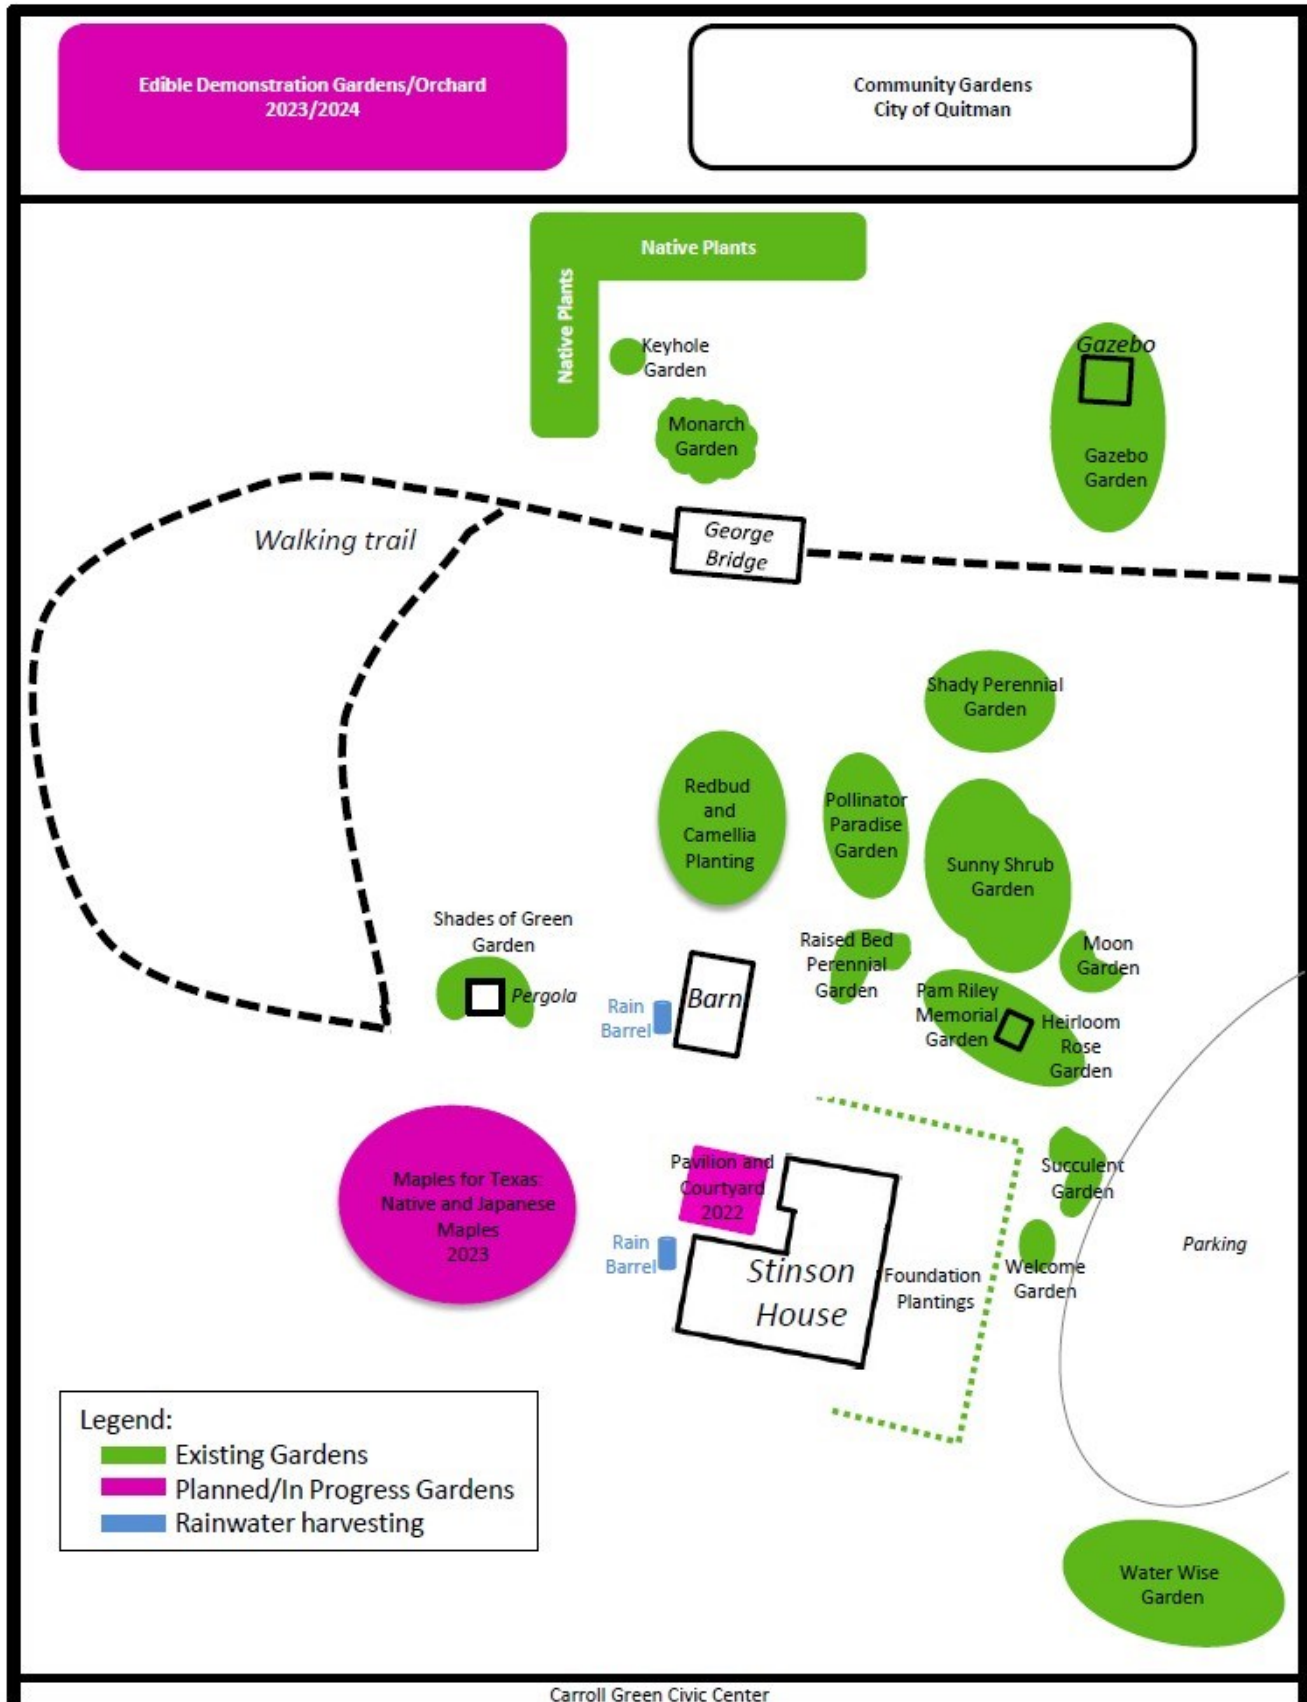 Edible Demonstration Gardens/Orchard
2023/2024
Community Gardens
City of Quitman
Native Plants
Native Plants
Keyhole
Garden
Monarch
Garden
Gazebo
Gazebo
Garden
Walking trail
George
Bridge
Shady Perennial
Garden
Redbud
and
Camellia
Planting
Pollinator
Paradise
Garden
Sunny Shrub
Garden
Shades of Green
Garden
Pergola
Rain
Barrel
Barn
Raised Bed
Perennial
Garden
Moon
Garden
Pam Riley
Memorial
Garden
Heirloom
Rose
Garden
Maples for Texas:
Native and Japanese
Maples
2023
Pavilion and
Courtyard
2022
Rain
Barrel
Stinson
House
Foundation
Plantings
Succulent
Garden
Welcome
Garden
Parking
Legend:
Existing Gardens
Planned/In Progress Gardens
Rainwater harvesting
Water Wise
Garden
Carroll Green Civic Center